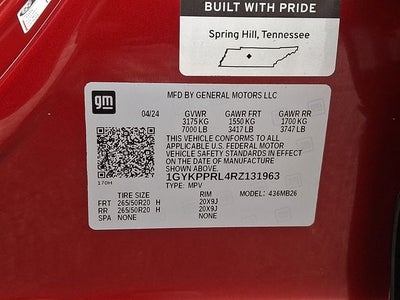 BUILT WITH PRIDE
Spring Hill, Tennessee
gm
MFD BY GENERAL MOTORS LLC
04/24 GVWR GAWR FRT GAWR RR
3175 KG 1550 KG 1700 KG
7000 LB 3417 LB 3747 LB
THIS VEHICLE CONFORMS TO ALL
APPLICABLE U.S. FEDERAL MOTOR
VEHICLE SAFETY STANDARDS IN EFFECT
ON THE DATE OF MANUFACTURE
SHOWN ABOVE.
1GYKPPRL4RZ131963
170H TYPE: MPV
TIRE SIZE RIM MODEL: 436MB26
FRT 265/50R20 H 20X9J
RR 265/50R20 H 20X9J
SPA NONE NONE